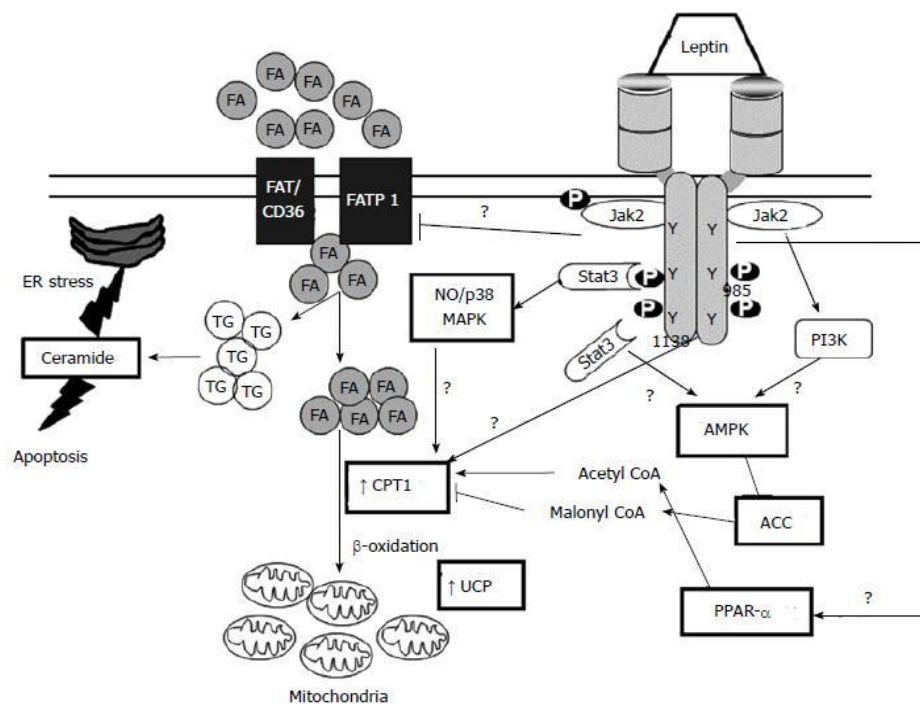 Leptin
FA
FA
FA
FA
FA
FA
FA
FAT/
CD36
FATP 1
P
Jak2
Jak2
?
Y
Y
FA
FA
FA
ER stress
NO/p38
MAPK
Stat3
P
Y
Y
P
985
P
Y
Y
P
1138
Stat3
PI3K
TG
TG
TG
TG
TG
Ceramide
FA
FA
FA
FA
FA
?
?
?
?
AMPK
Apoptosis
↑ CPT1
Acetyl CoA
Malonyl CoA
ACC
β-oxidation
↑ UCP
PPAR-α
?
Mitochondria